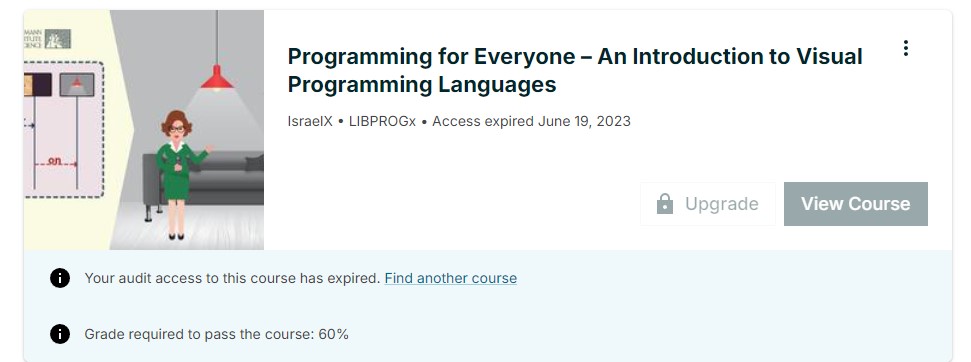 MANN
ITUTE
IENCE
on
Programming for Everyone – An Introduction to Visual
Programming Languages
IsraelX • LIBPROGx • Access expired June 19, 2023
Upgrade
View Course
Your audit access to this course has expired. Find another course
Grade required to pass the course: 60%